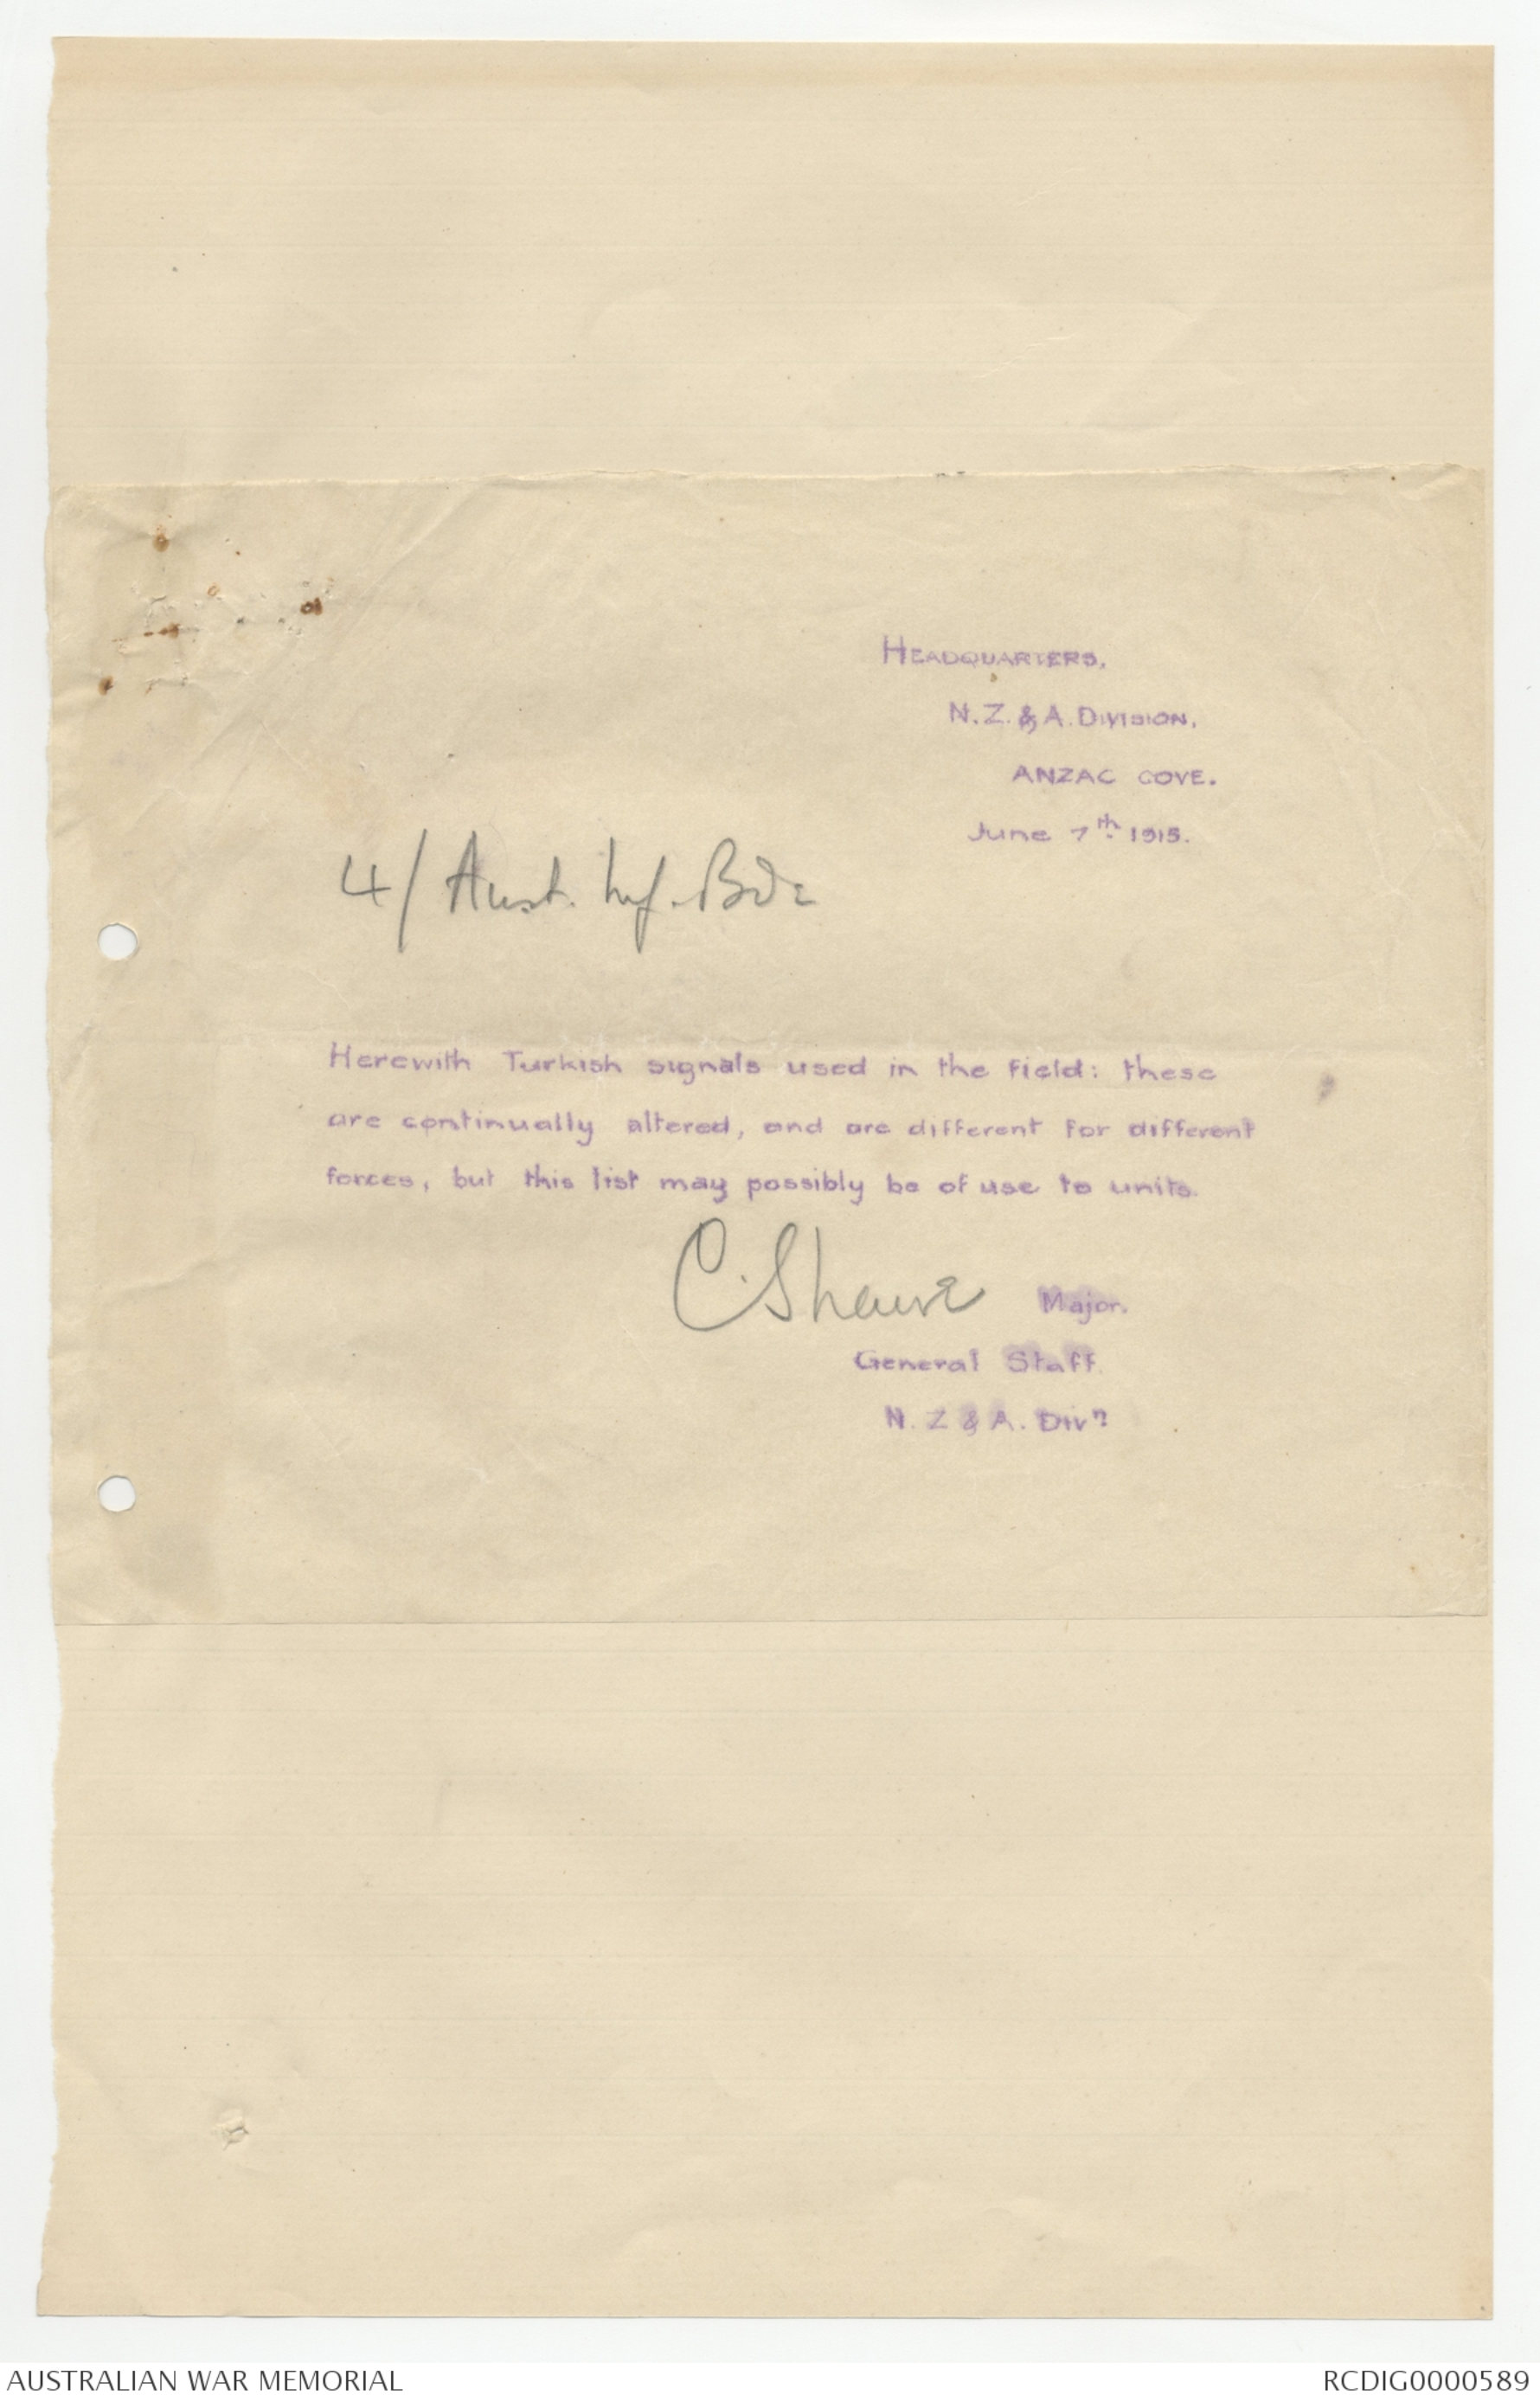 HEADQUARTERS.
N.Z. & A. DIVISION.
ANZAC COVE.
June 7th 1915.
4/ Aust. Inf. Bde
Herewith Turkish signals used in the field: these
are continually altered, and are different for different
forces, but this list may possibly be of use to units.
C. Shawe Major.
General Staff.
N. Z & A. Divn
AUSTRALIAN WAR MEMORIAL
RCDIG0000589